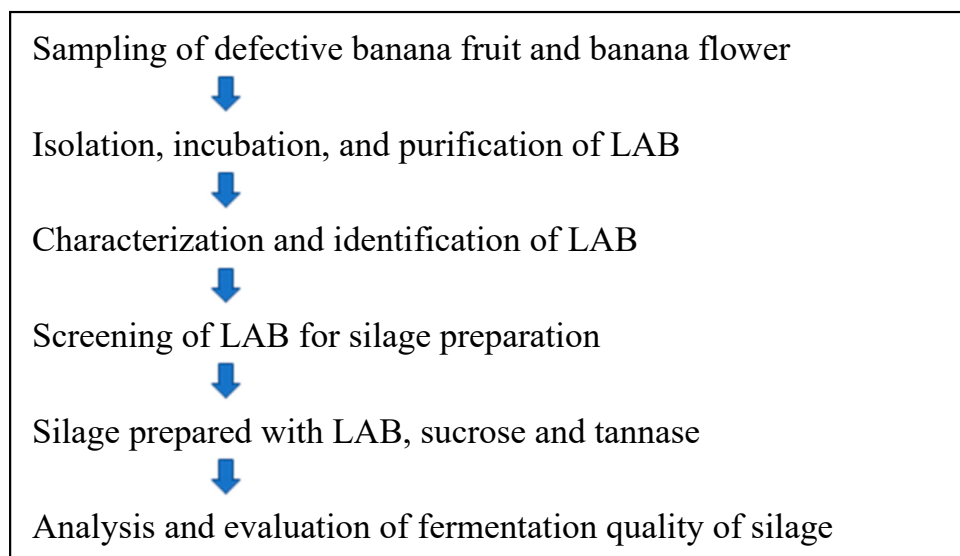 Sampling of defective banana fruit and banana flower
Isolation, incubation, and purification of LAB
Characterization and identification of LAB
Screening of LAB for silage preparation
Silage prepared with LAB, sucrose and tannase
Analysis and evaluation of fermentation quality of silage